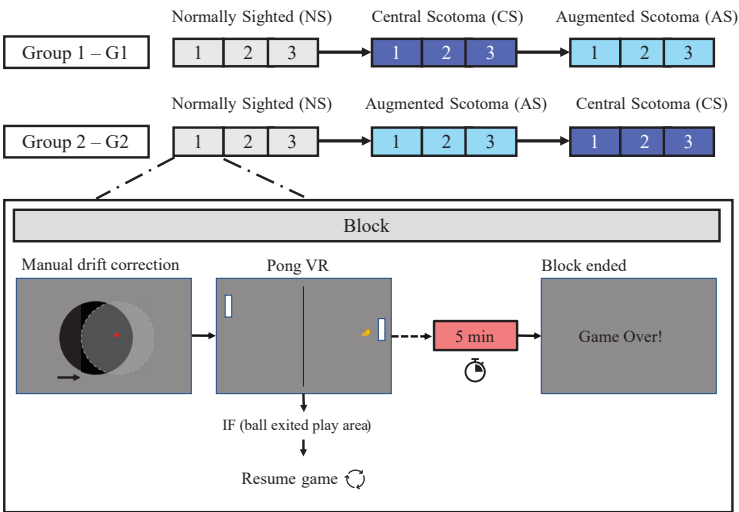 Normally Sighted (NS) Central Scotoma (CS) Augmented Scotoma (AS)
Group 1 – G1 1 2 3 1 2 3 1 2 3
Normally Sighted (NS) Augmented Scotoma (AS) Central Scotoma (CS)
Group 2 – G2 1 2 3 1 2 3 1 2 3
Block
Manual drift correction Pong VR Block ended
5 min Game Over!
IF (ball exited play area)
Resume game